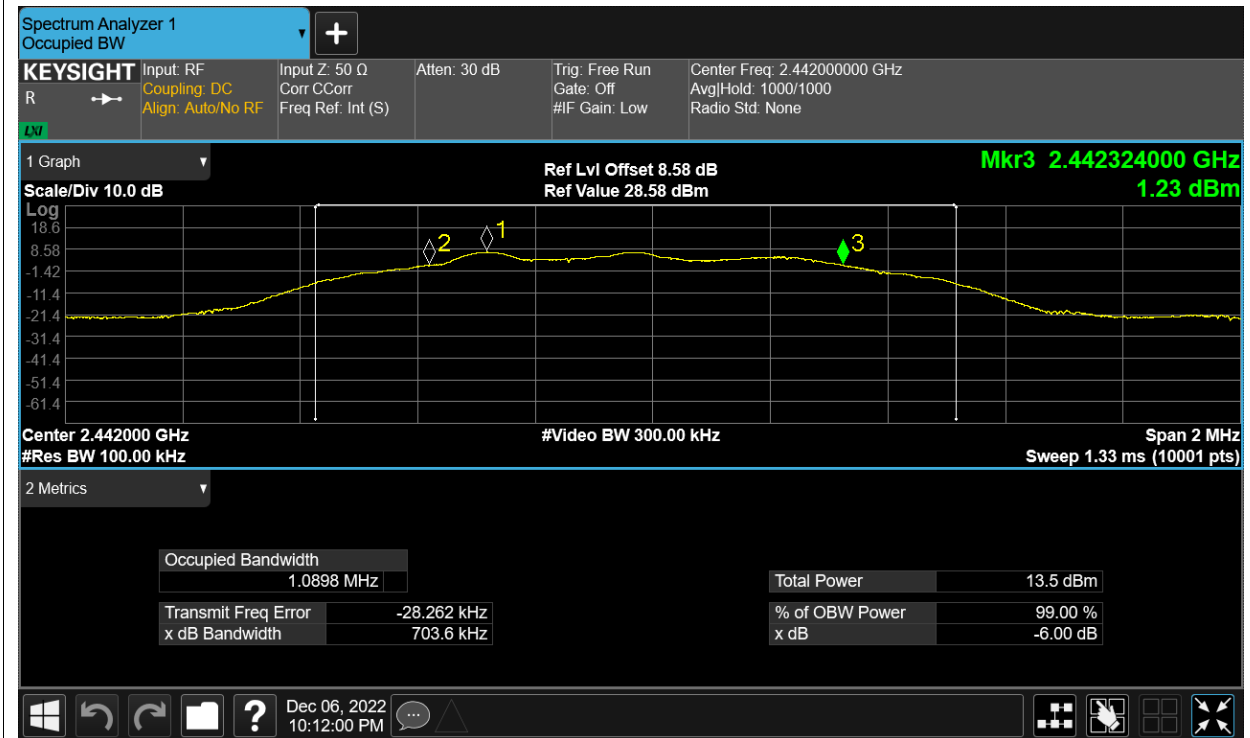 Spectrum Analyzer 1
Occupied BW
KEYSIGHT
R
LXI
Input: RF
Coupling: DC
Align: Auto/No RF
Input Z: 50 Ω
Corr CCorr
Freq Ref: Int (S)
Atten: 30 dB
Trig: Free Run
Gate: Off
#IF Gain: Low
Center Freq: 2.442000000 GHz
Avg|Hold: 1000/1000
Radio Std: None
1 Graph
Scale/Div 10.0 dB
Ref Lvl Offset 8.58 dB
Ref Value 28.58 dBm
Mkr3 2.442324000 GHz
1.23 dBm
Log
18.6
8.58
-1.42
-11.4
-21.4
-31.4
-41.4
-51.4
-61.4
2
1
3
Center 2.442000 GHz
#Res BW 100.00 kHz
#Video BW 300.00 kHz
Span 2 MHz
Sweep 1.33 ms (10001 pts)
2 Metrics
Occupied Bandwidth
1.0898 MHz
Transmit Freq Error -28.262 kHz
x dB Bandwidth 703.6 kHz
Total Power 13.5 dBm
% of OBW Power 99.00 %
x dB -6.00 dB
?
Dec 06, 2022
10:12:00 PM